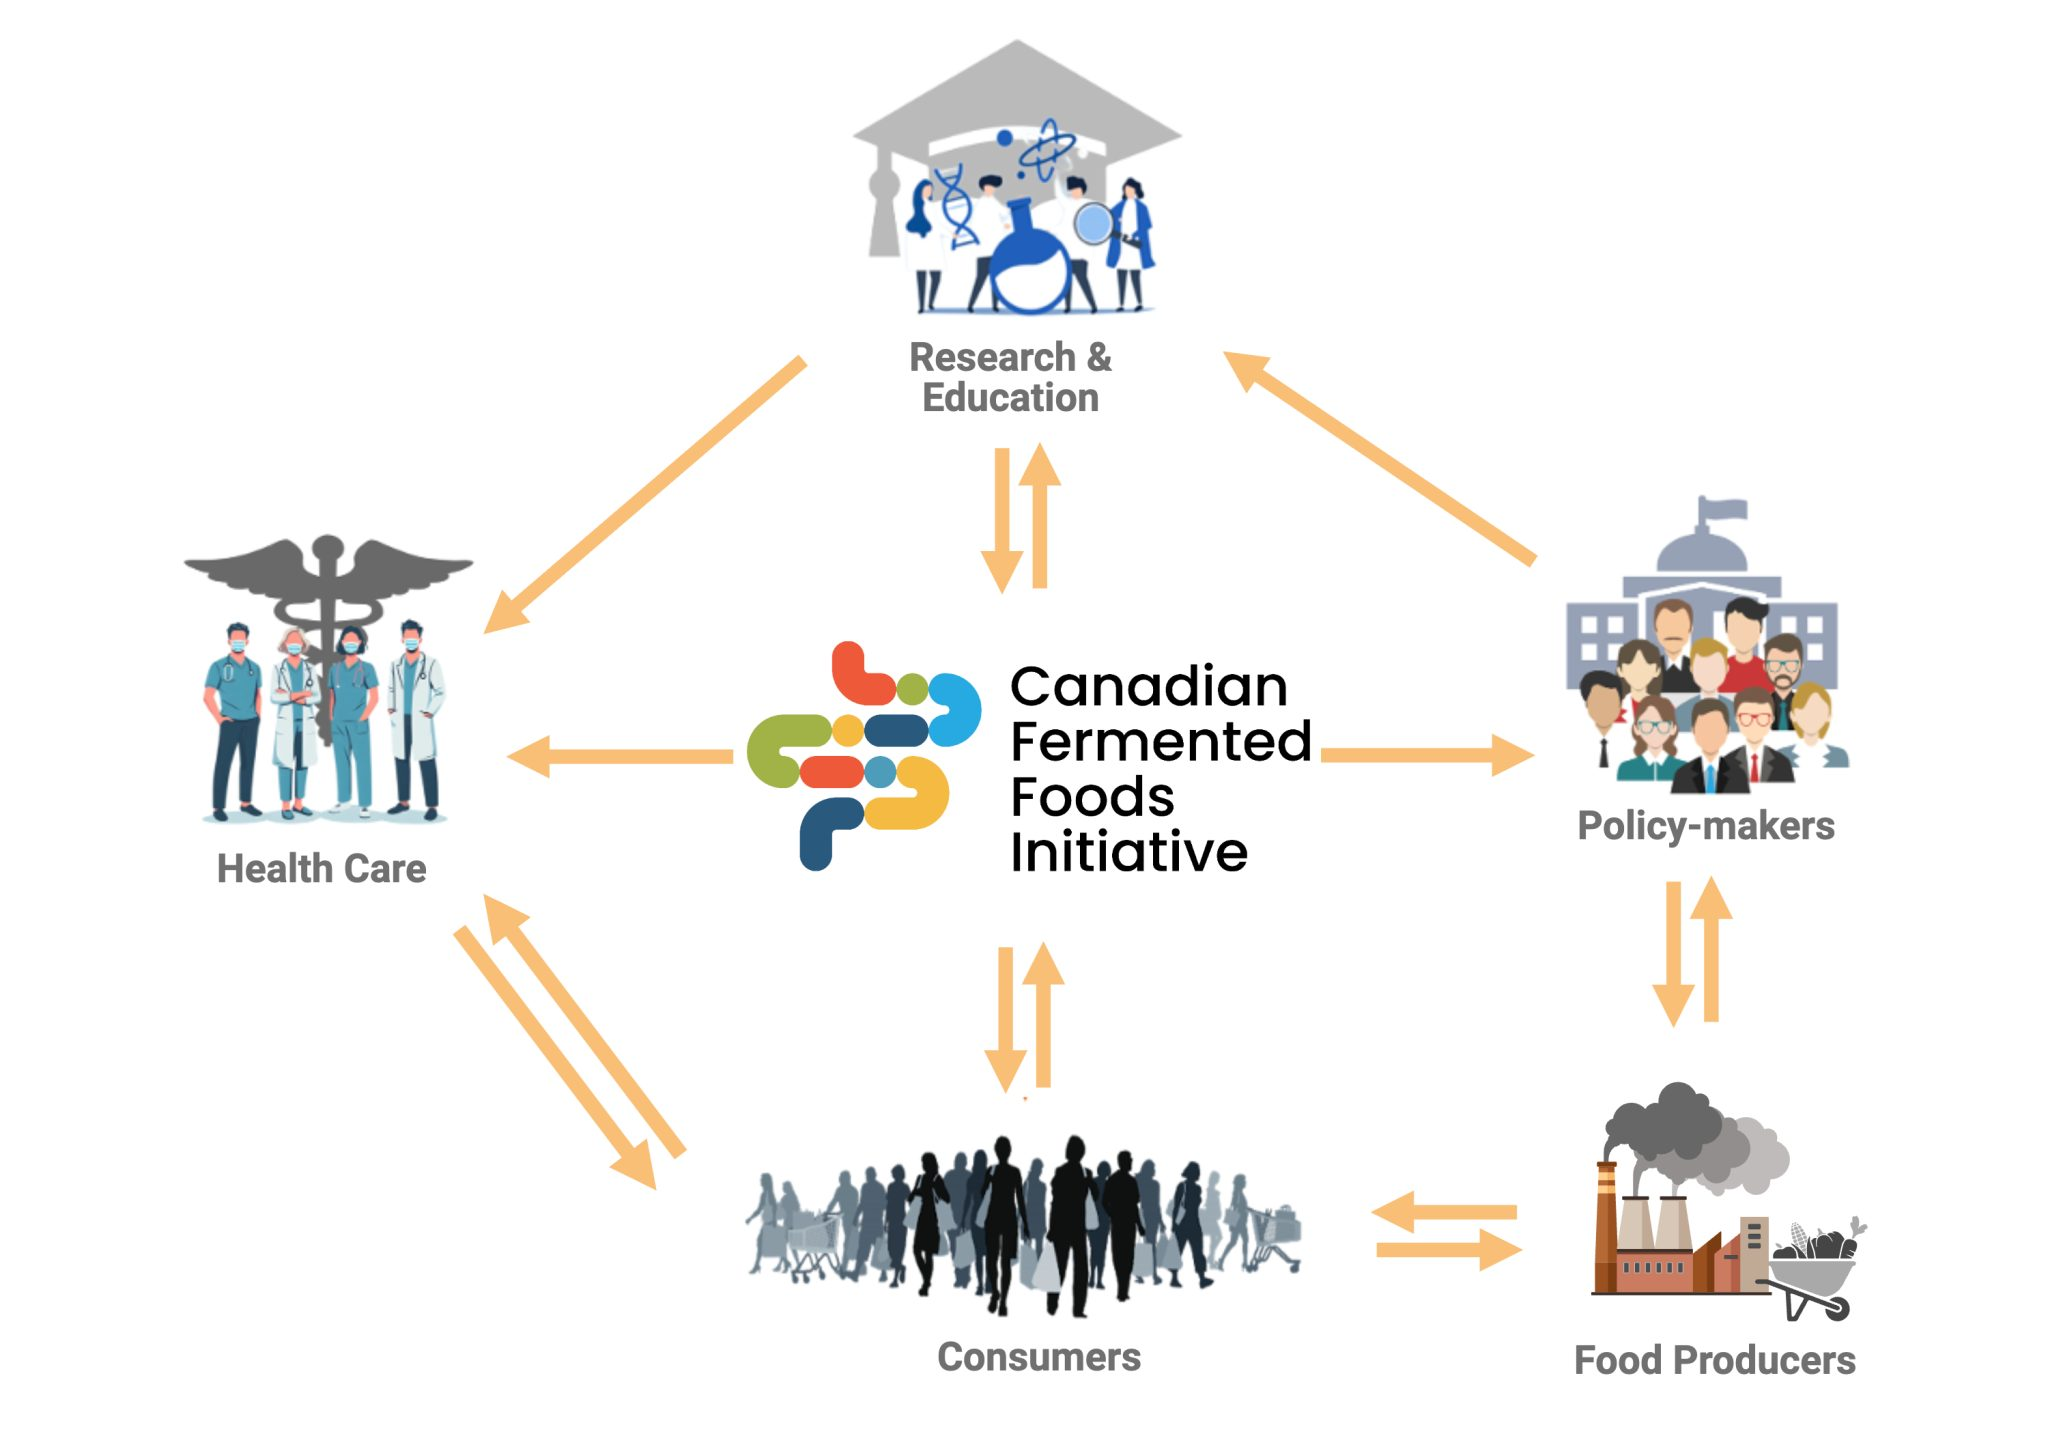 Research &
Education
Canadian
Fermented
Foods
Initiative
Policy-makers
Health Care
Consumers
Food Producers